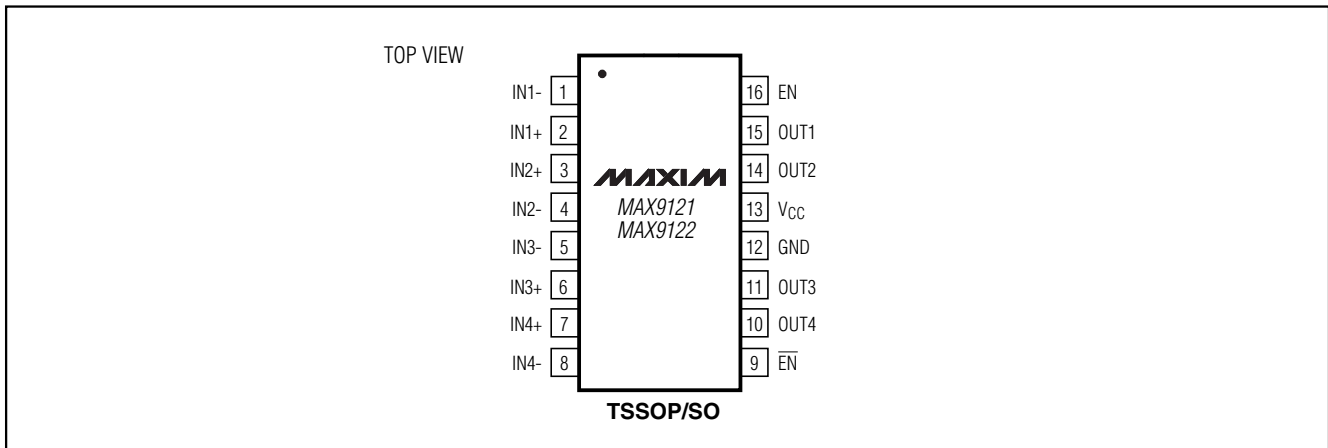 TOP VIEW
IN1- 1 16 EN
IN1+ 2 15 OUT1
IN2+ 3 MAXIM 14 OUT2
IN2- 4 MAX9121 13 VCC
MAX9122
IN3- 5 12 GND
IN3+ 6 11 OUT3
IN4+ 7 10 OUT4
IN4- 8 9 E̅N̅
TSSOP/SO